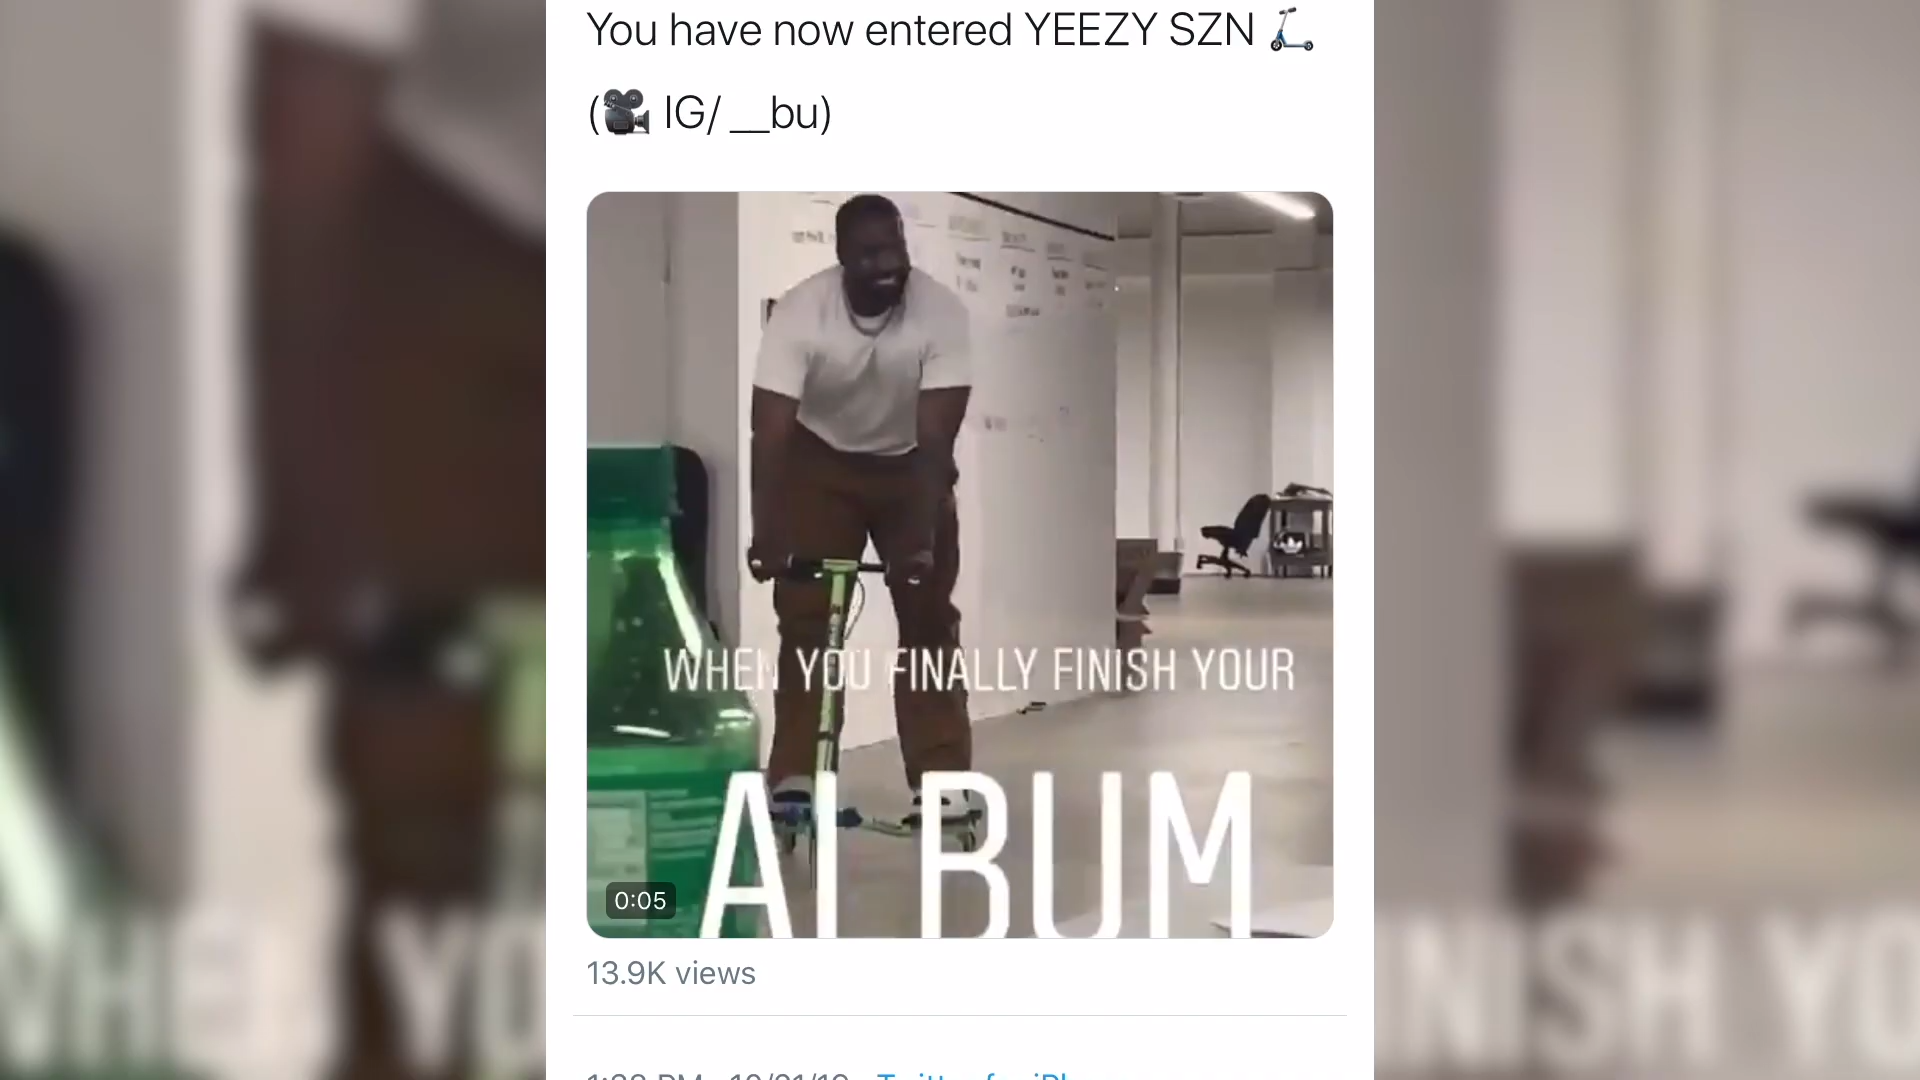 You have now entered YEEZY SZN 🛴
(🎥 IG/ __bu)
WHEN YOU FINALLY FINISH YOUR
ALBUM
0:05
13.9K views